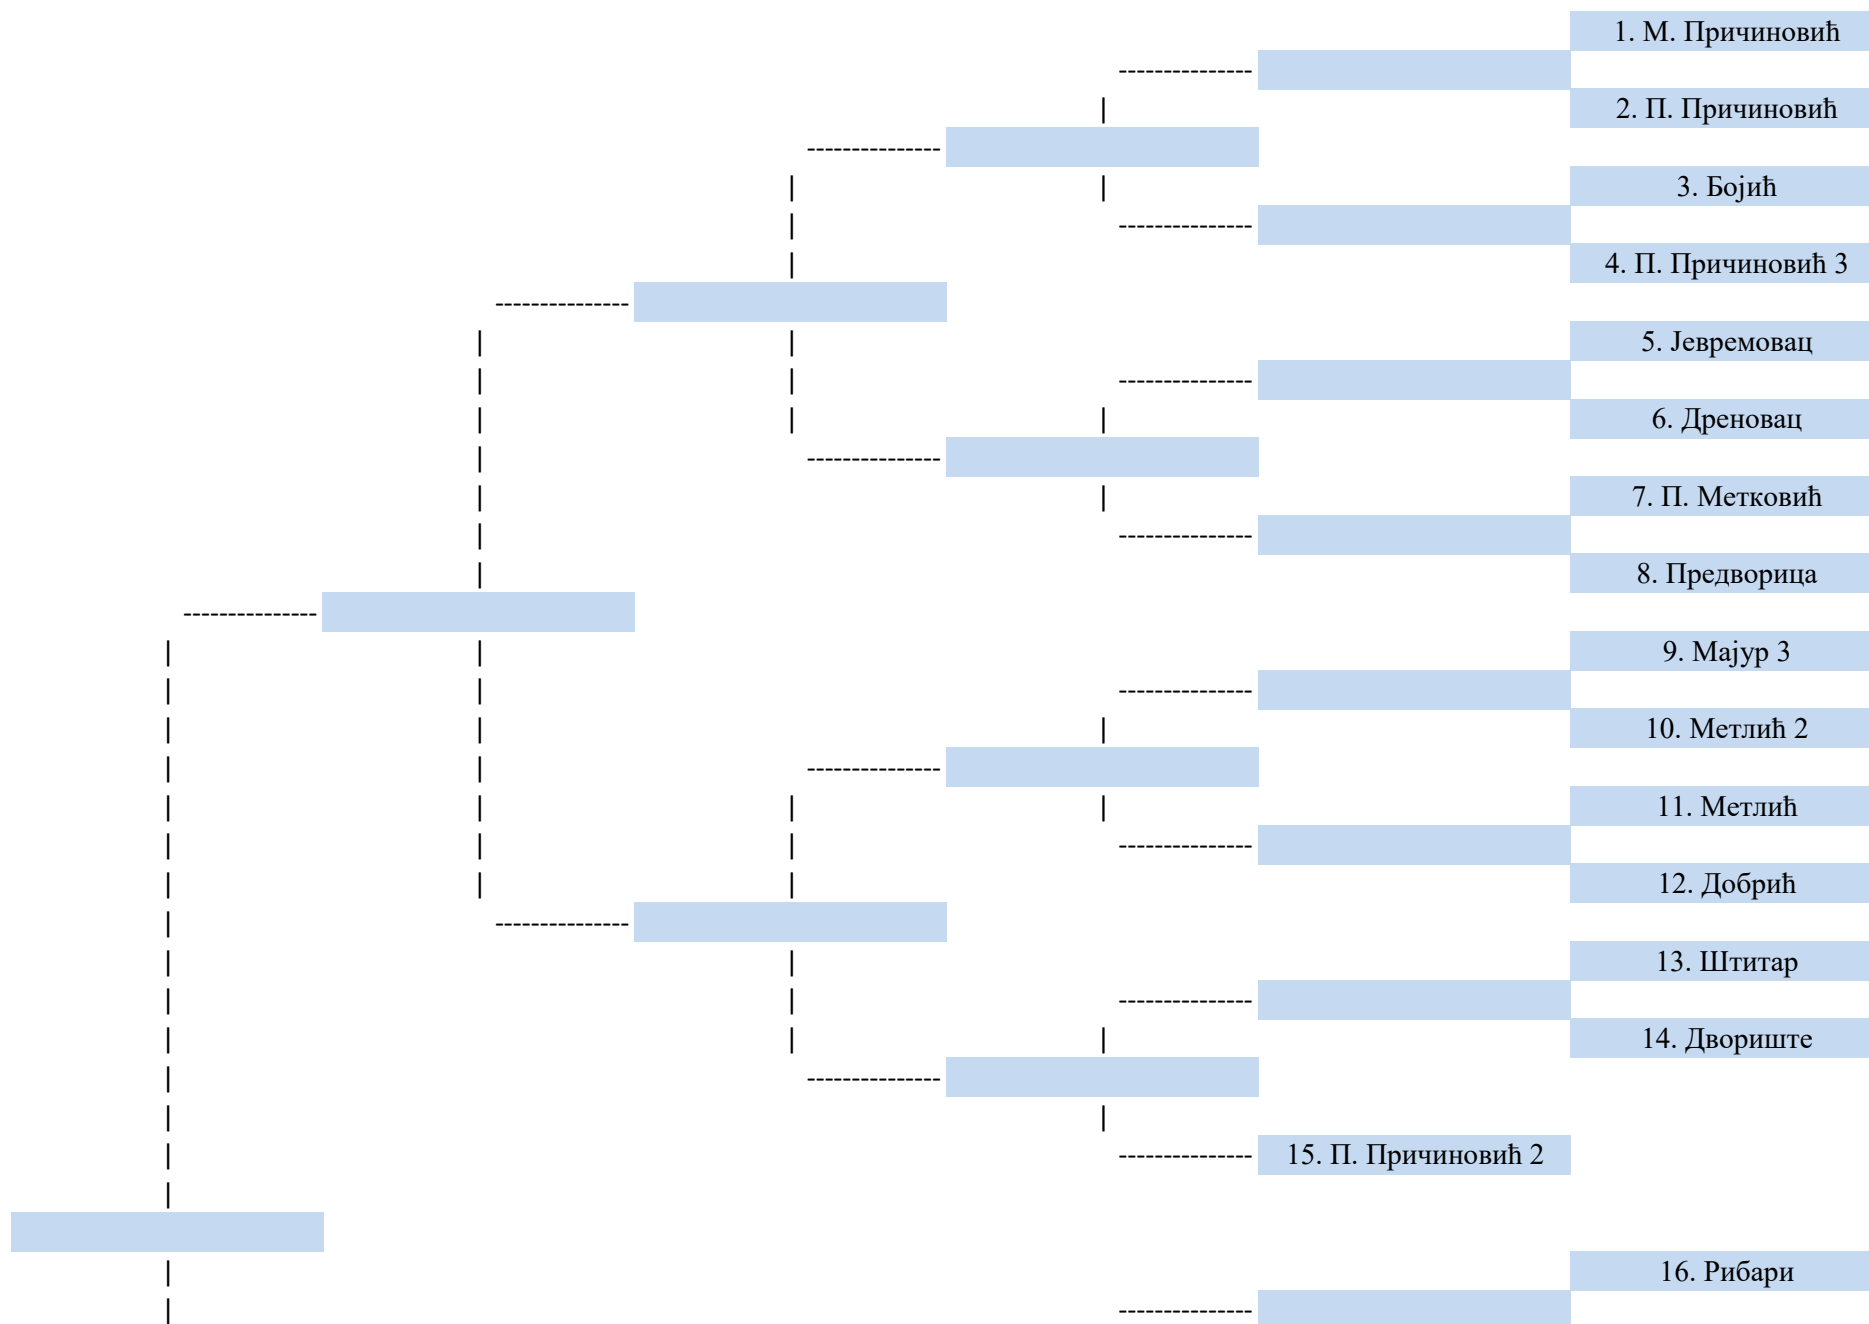 1. М. Причиновић
2. П. Причиновић
3. Бојић
4. П. Причиновић 3
5. Јевремовац
6. Дреновац
7. П. Метковић
8. Предворица
9. Мајур 3
10. Метлић 2
11. Метлић
12. Добрић
13. Штитар
14. Двориште
15. П. Причиновић 2
16. Рибари